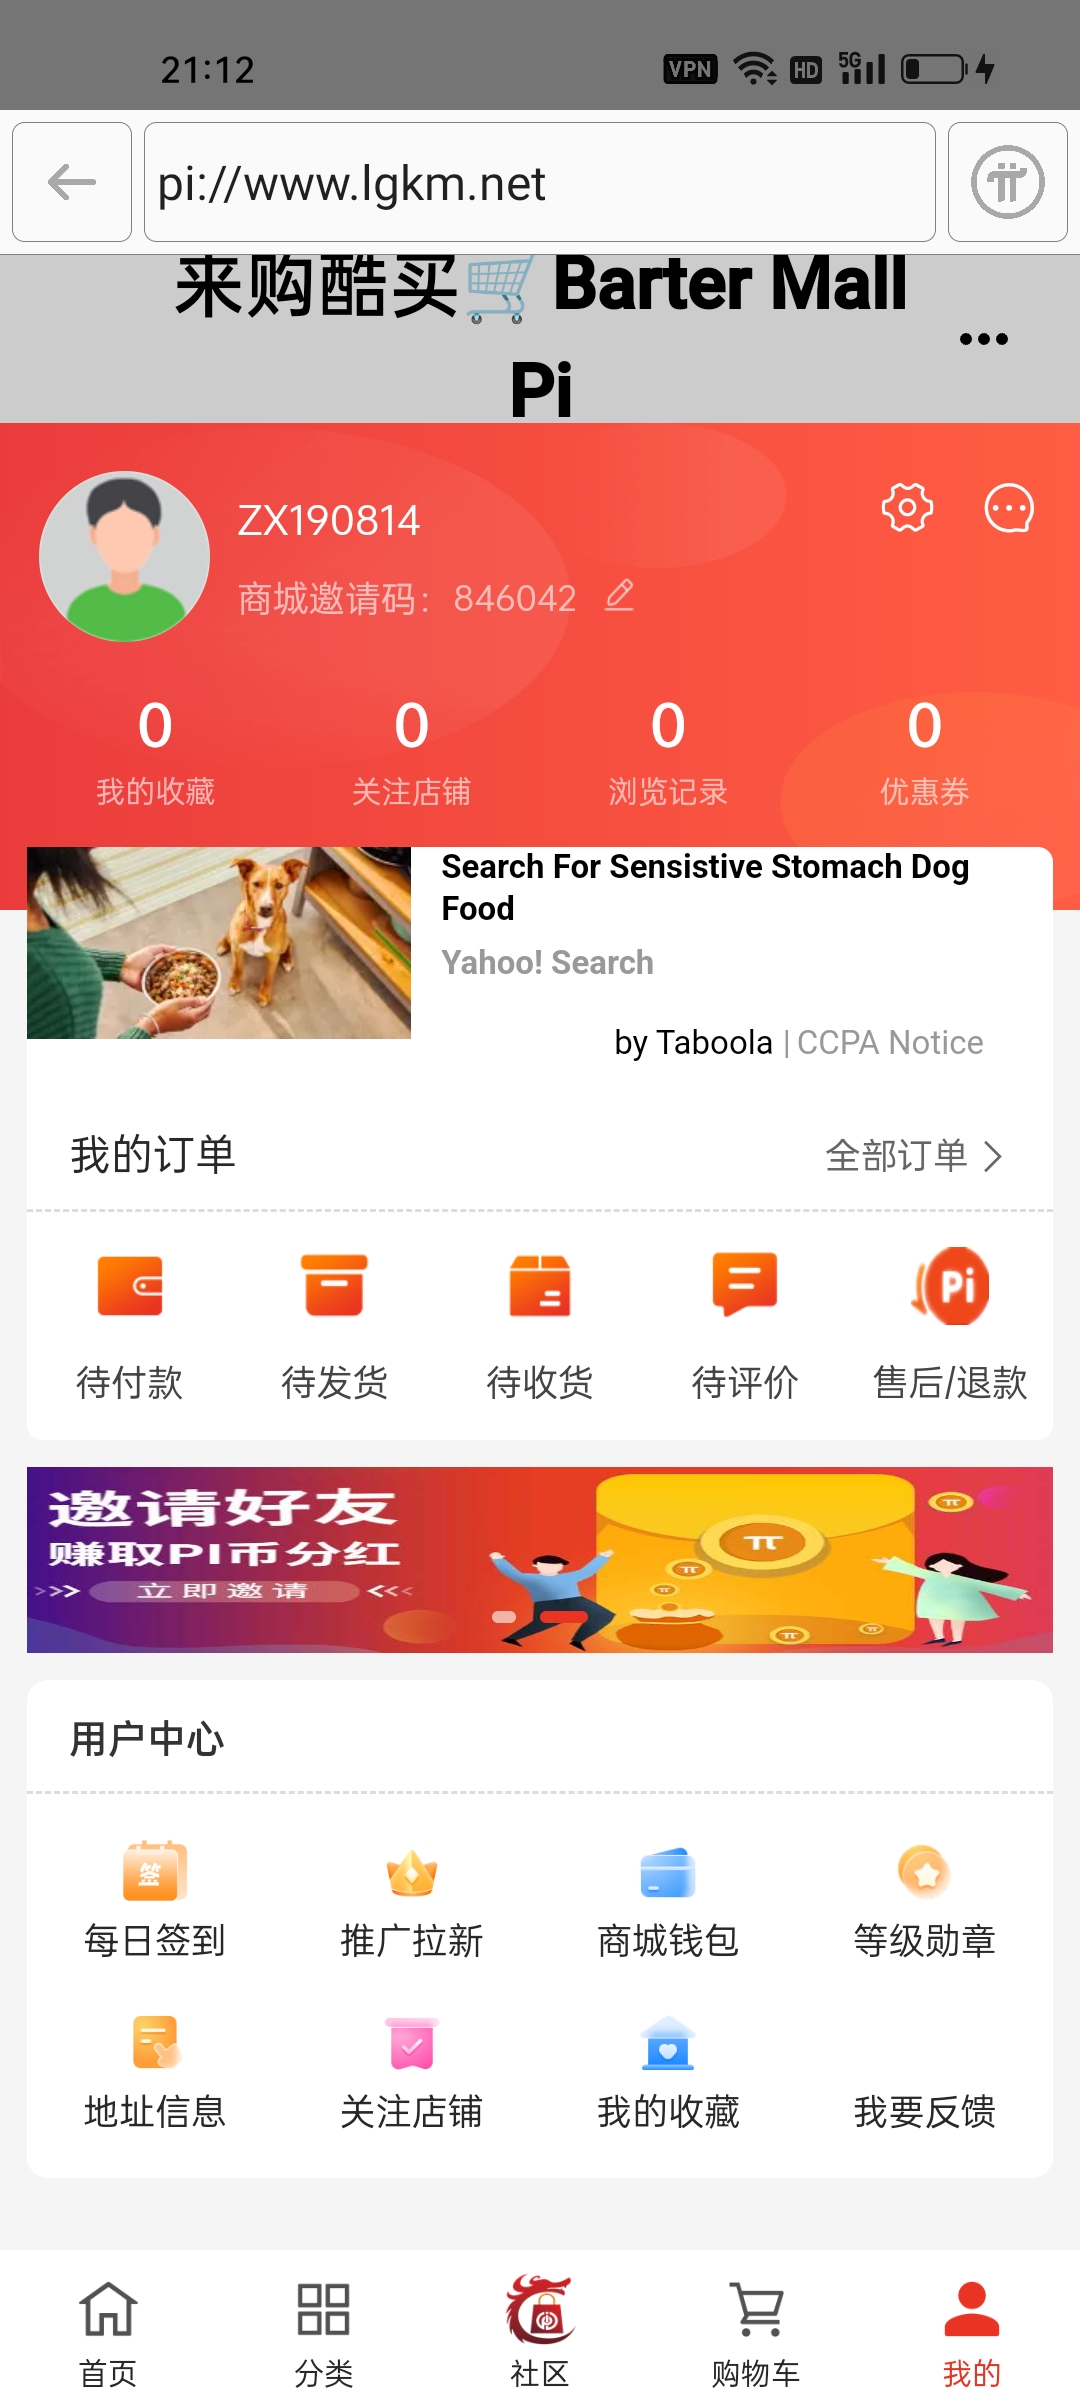 21:12
VPN
HD
5G
pi://www.lgkm.net
来购酷买🛒Barter Mall
Pi
ZX190814
商城邀请码：846042
0 0 0 0
我的收藏 关注店铺 浏览记录 优惠券
Search For Sensistive Stomach Dog
Food
Yahoo! Search
by Taboola | CCPA Notice
我的订单
全部订单
Pi
待付款 待发货 待收货 待评价 售后/退款
邀请好友
赚取PI币分红
>>> 立即邀请 <<<
用户中心
签
每日签到 推广拉新 商城钱包 等级勋章
地址信息 关注店铺 我的收藏 我要反馈
首页 分类 社区 购物车 我的